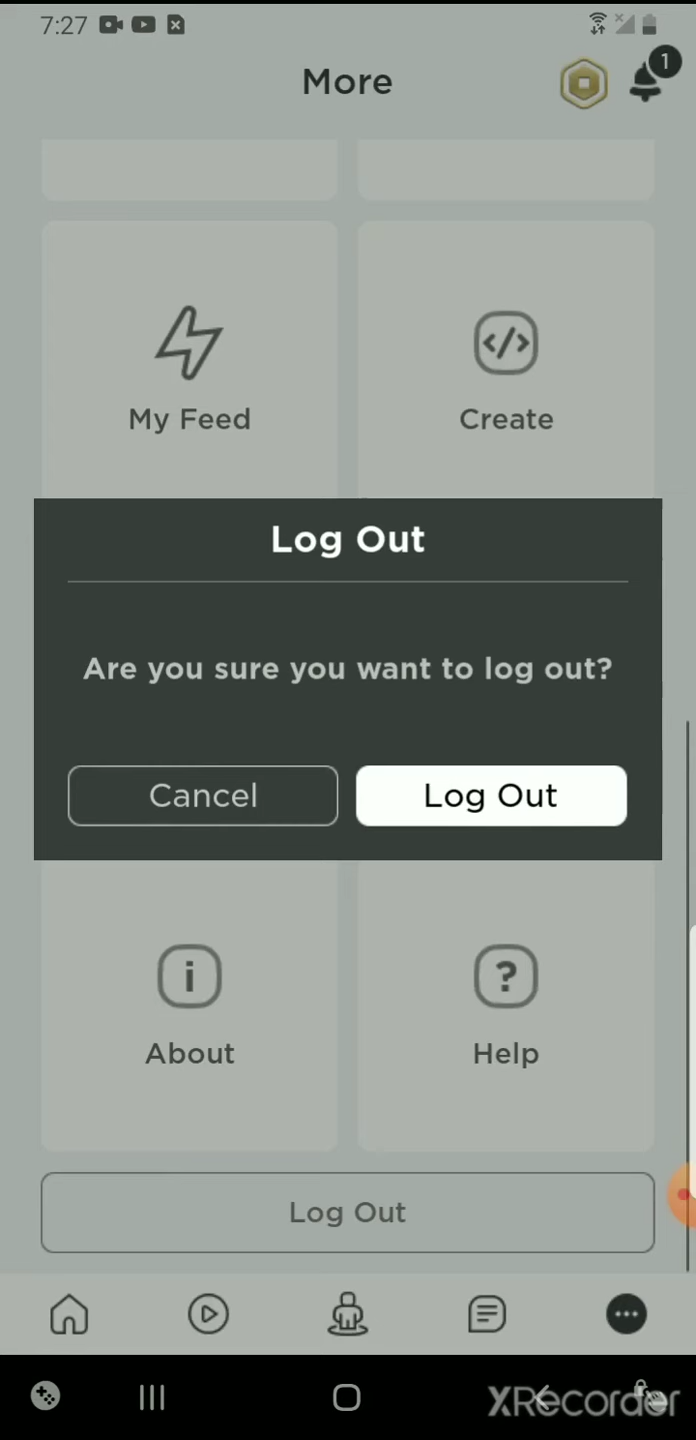 7:27
More
1
My Feed
Create
Log Out
Are you sure you want to log out?
Cancel
Log Out
About
Help
Log Out
XRecorder